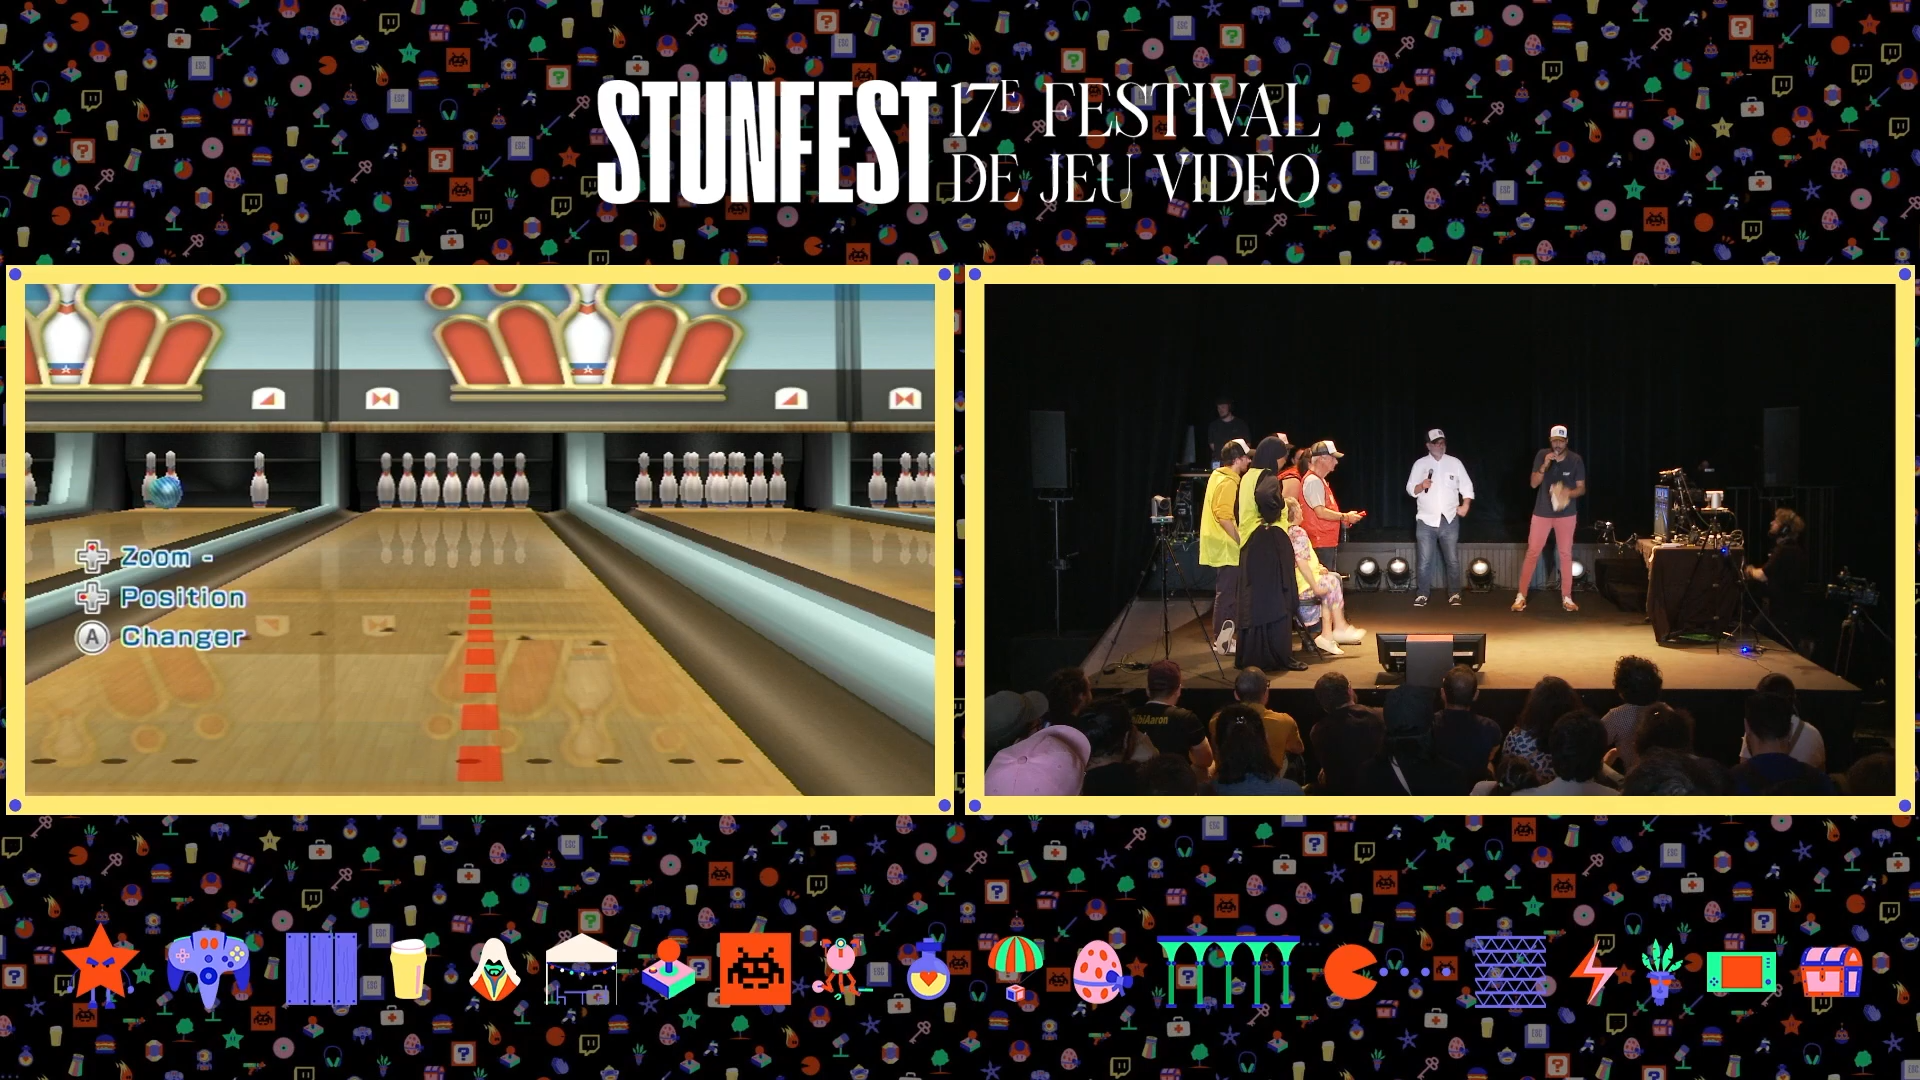 STUNFEST
17E FESTIVAL
DE JEU VIDEO
Zoom -
Position
A Changer